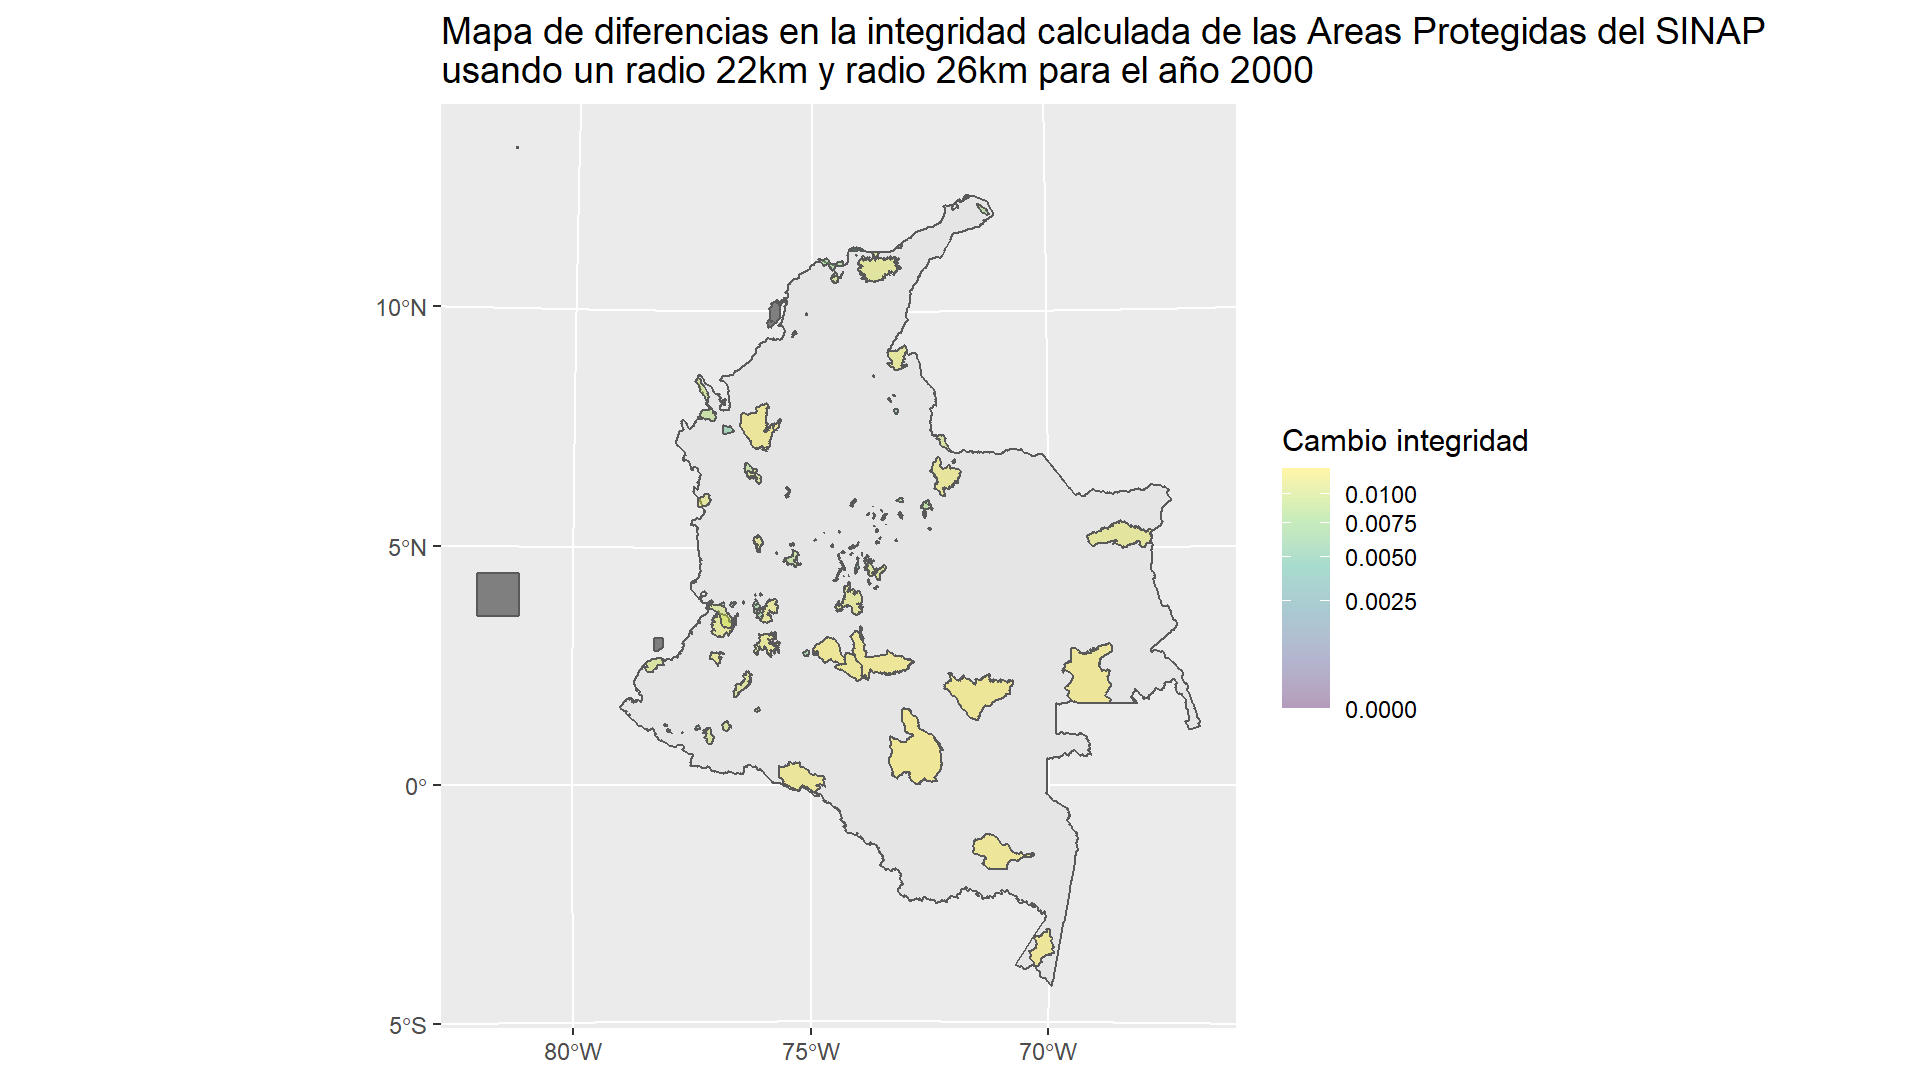 Mapa de diferencias en la integridad calculada de las Areas Protegidas del SINAP
usando un radio 22km y radio 26km para el año 2000
10°N
5°N
0°
5°S
80°W
75°W
70°W
Cambio integridad
0.0100
0.0075
0.0050
0.0025
0.0000